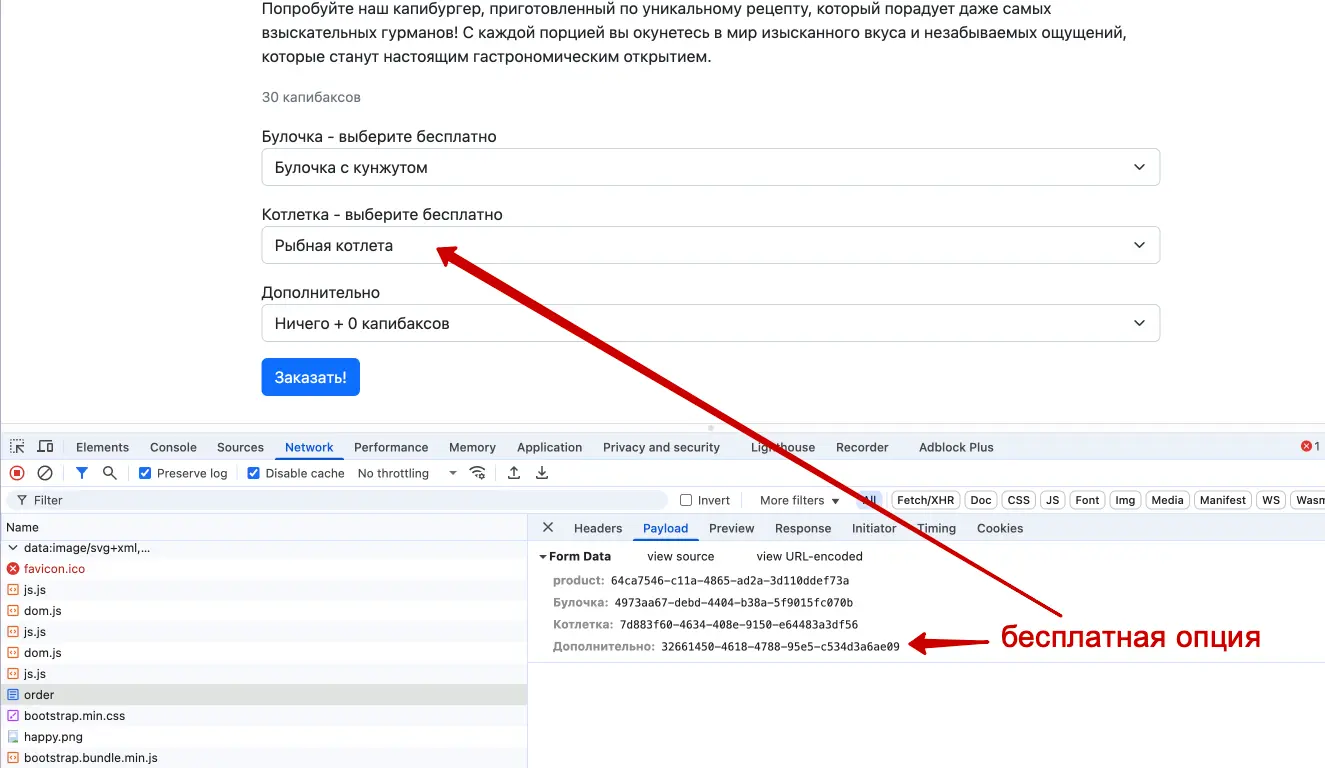 Попробуйте наш капибургер, приготовленный по уникальному рецепту, который порадует даже самых
взыскательных гурманов! С каждой порцией вы окунетесь в мир изысканного вкуса и незабываемых ощущений,
которые станут настоящим гастрономическим открытием.
30 капибаксов
Булочка - выберите бесплатно
Булочка с кунжутом
Котлетка - выберите бесплатно
Рыбная котлета
Дополнительно
Ничего + 0 капибаксов
Заказать!
Elements Console Sources Network Performance Memory Application Privacy and security Lighthouse Recorder Adblock Plus 1
Preserve log Disable cache No throttling
Filter Invert More filters All Fetch/XHR Doc CSS JS Font Img Media Manifest WS Wasm
Name Headers Payload Preview Response Initiator Timing Cookies
data:image/svg+xml,...
favicon.ico
js.js
dom.js
js.js
dom.js
js.js
order
bootstrap.min.css
happy.png
bootstrap.bundle.min.js
Form Data view source view URL-encoded
product: 64ca7546-c11a-4865-ad2a-3d110ddef73a
Булочка: 4973aa67-debd-4404-b38a-5f9015fc070b
Котлетка: 7d883f60-4634-408e-9150-e64483a3df56
Дополнительно: 32661450-4618-4788-95e5-c534d3a6ae09
бесплатная опция